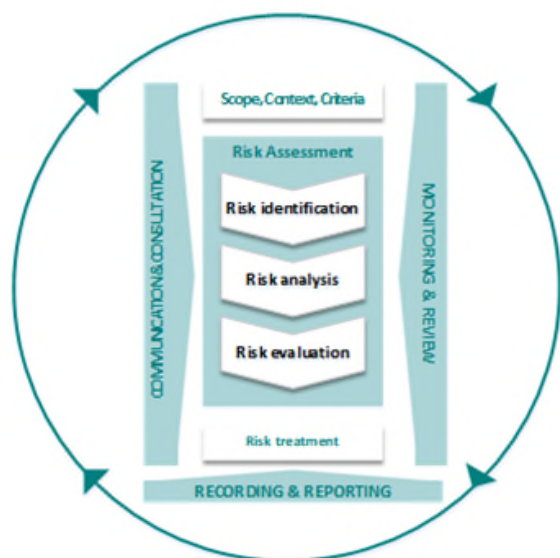 Scope, Context, Criteria
Risk Assessment
Risk identification
Risk analysis
Risk evaluation
Risk treatment
COMMUNICATION & CONSULTATION
MONITORING & REVIEW
RECORDING & REPORTING